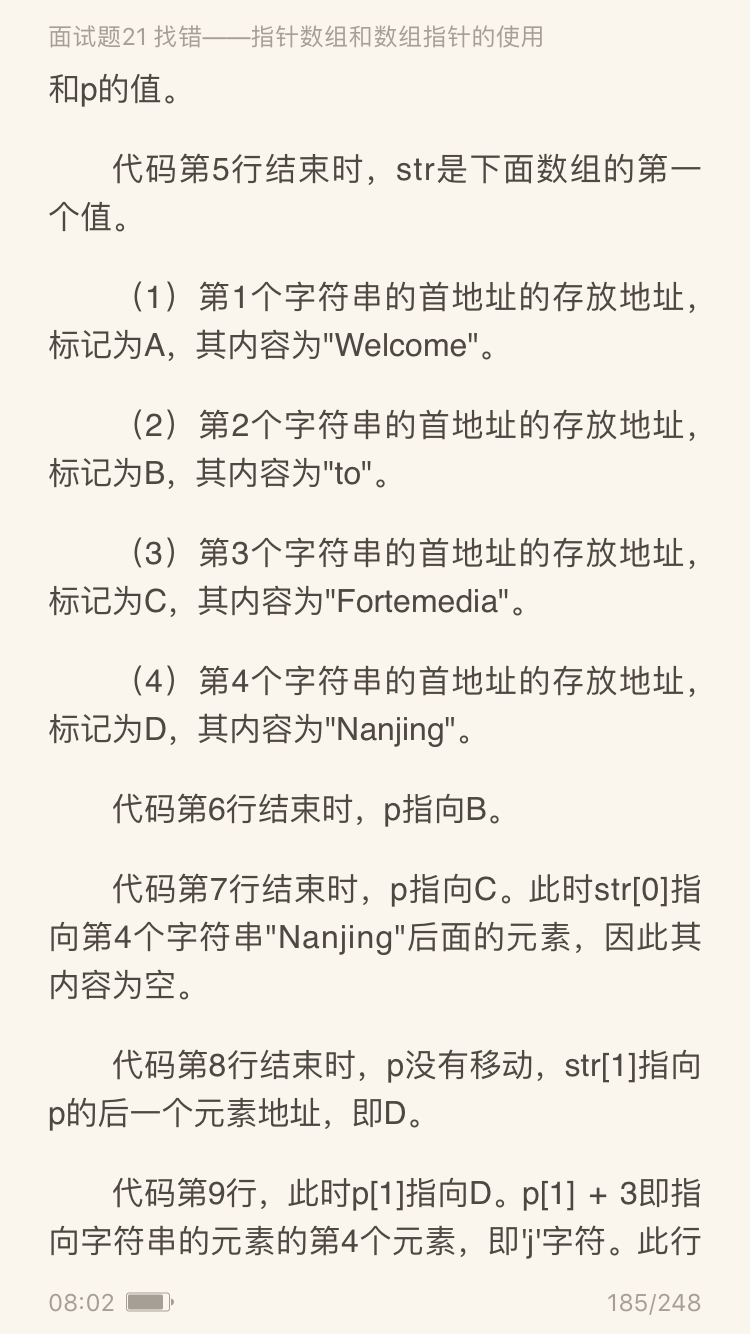 面试题21 找错——指针数组和数组指针的使用
和p的值。
代码第5行结束时，str是下面数组的第一
个值。
（1）第1个字符串的首地址的存放地址，
标记为A，其内容为"Welcome"。
（2）第2个字符串的首地址的存放地址，
标记为B，其内容为"to"。
（3）第3个字符串的首地址的存放地址，
标记为C，其内容为"Fortemedia"。
（4）第4个字符串的首地址的存放地址，
标记为D，其内容为"Nanjing"。
代码第6行结束时，p指向B。
代码第7行结束时，p指向C。此时str[0]指
向第4个字符串"Nanjing"后面的元素，因此其
内容为空。
代码第8行结束时，p没有移动，str[1]指向
p的后一个元素地址，即D。
代码第9行，此时p[1]指向D。p[1] + 3即指
向字符串的元素的第4个元素，即'j'字符。此行
08:02 185/248